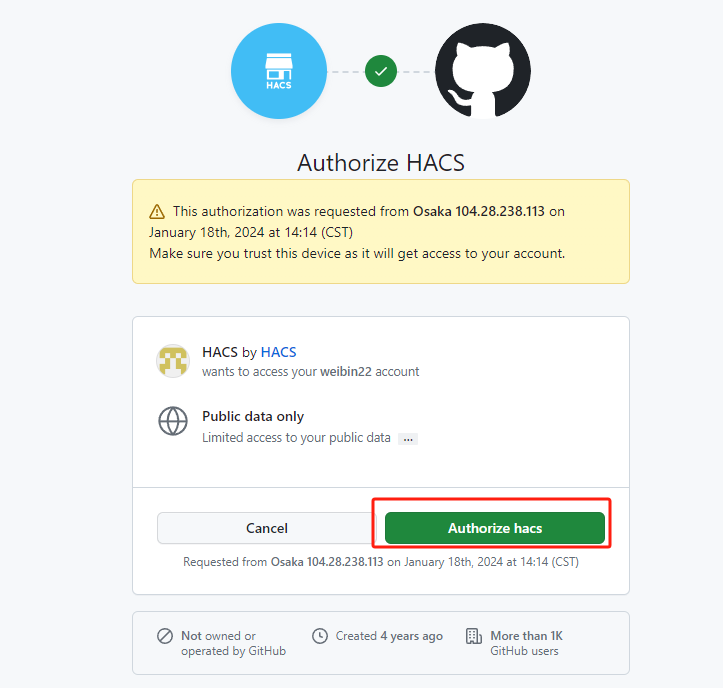 HACS
Authorize HACS
This authorization was requested from Osaka 104.28.238.113 on
January 18th, 2024 at 14:14 (CST)
Make sure you trust this device as it will get access to your account.
HACS by HACS
wants to access your weibin22 account
Public data only
Limited access to your public data ...
Cancel
Authorize hacs
Requested from Osaka 104.28.238.113 on January 18th, 2024 at 14:14 (CST)
Not owned or
operated by GitHub
Created 4 years ago
More than 1K
GitHub users